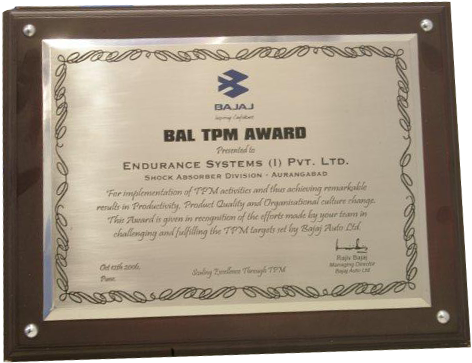 BAJAJ
Inspiring Confidence
BAL TPM AWARD
Presented to
ENDURANCE SYSTEMS (I) PVT. LTD.
SHOCK ABSORBER DIVISION - AURANGABAD
For implementation of TPM activities and thus achieving remarkable
results in Productivity, Product Quality and Organisational culture change.
This Award is given in recognition of the efforts made by your team in
challenging and fulfilling the TPM targets set by Bajaj Auto Ltd.
Rajiv Bajaj
Managing Director
Bajaj Auto Ltd
Oct 12th 2006,
Pune.
Scaling Excellence Through TPM